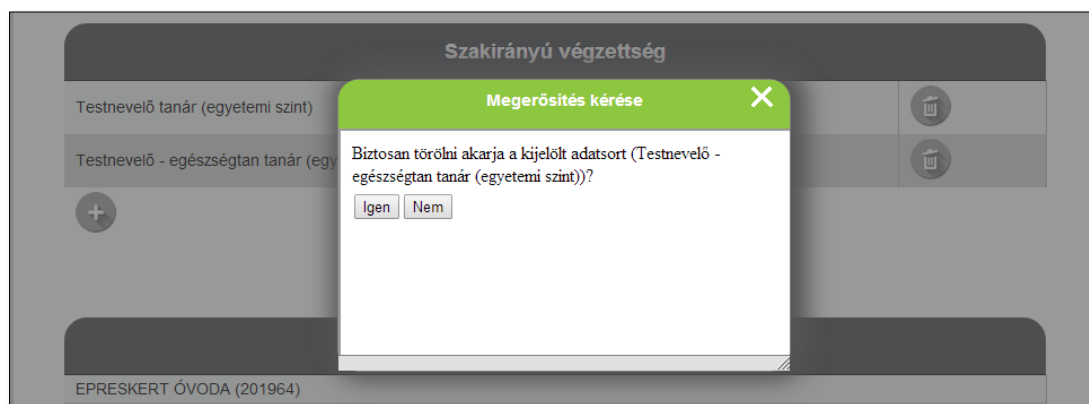 Szakirányú végzettség
Testnevelő tanár (egyetemi szint)
Testnevelő - egészségtan tanár (egy
Megerősítés kérése
Biztosan törölni akarja a kijelölt adatsort (Testnevelő -
egészségtan tanár (egyetemi szint))?
Igen Nem
EPRESKERT ÓVODA (201964)